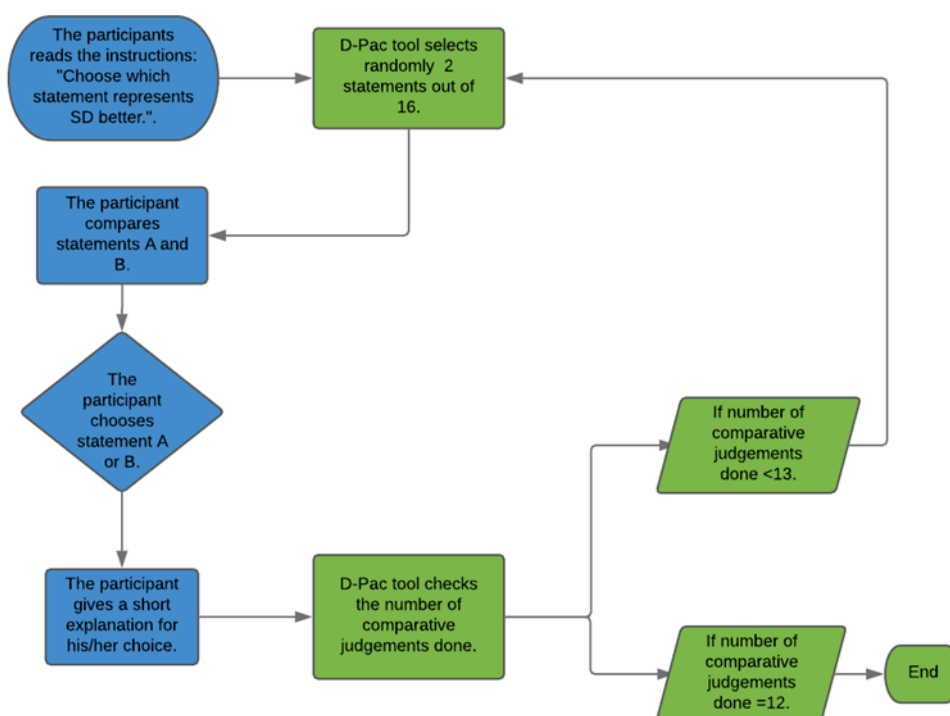 The participants
reads the instructions:
"Choose which
statement represents
SD better.".
D-Pac tool selects
randomly 2
statements out of
16.
The participant
compares
statements A and
B.
The
participant
chooses
statement A
or B.
The participant
gives a short
explanation for
his/her choice.
D-Pac tool checks
the number of
comparative
judgements done.
If number of
comparative
judgements
done <13.
If number of
comparative
judgements
done =12.
End